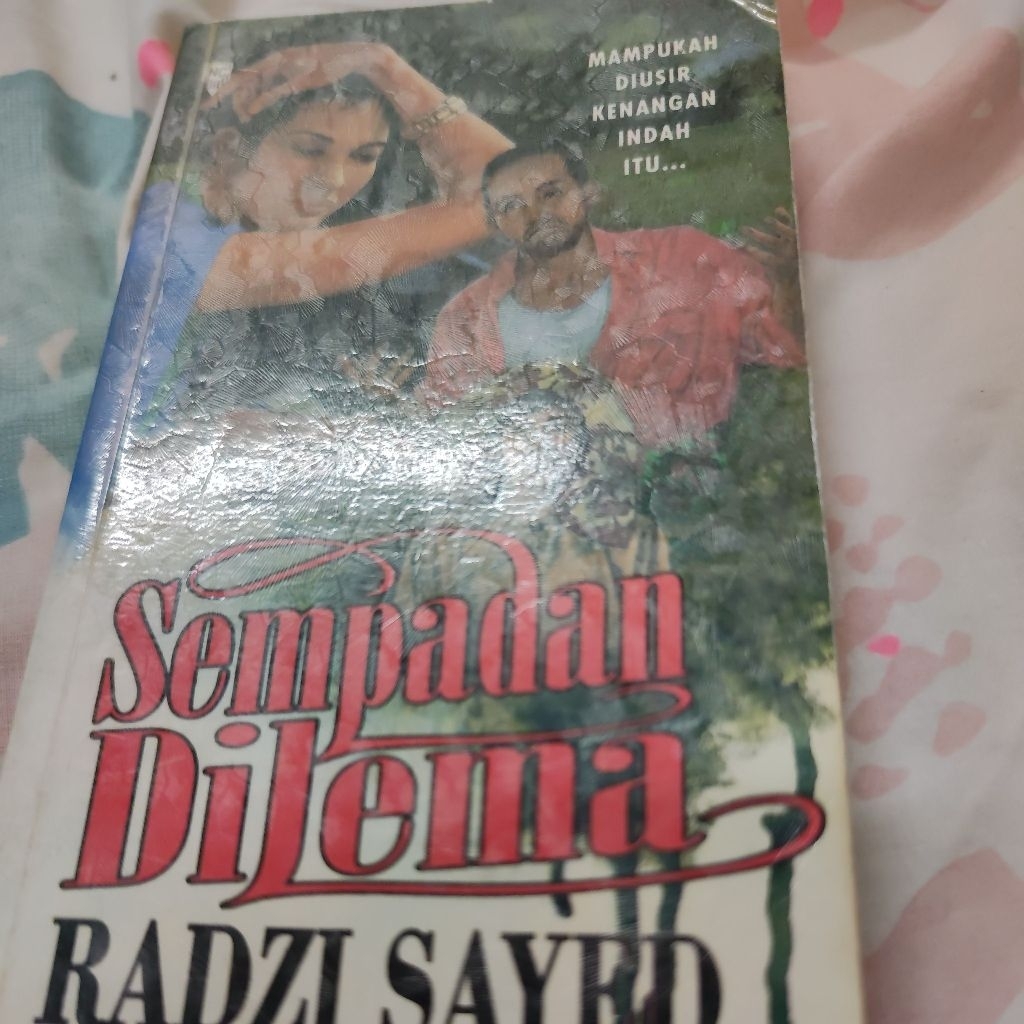 MAMPUKAH
DIUSIR
KENANGAN
INDAH
ITU...
Sempadan
Dilema
RADZI SAYED